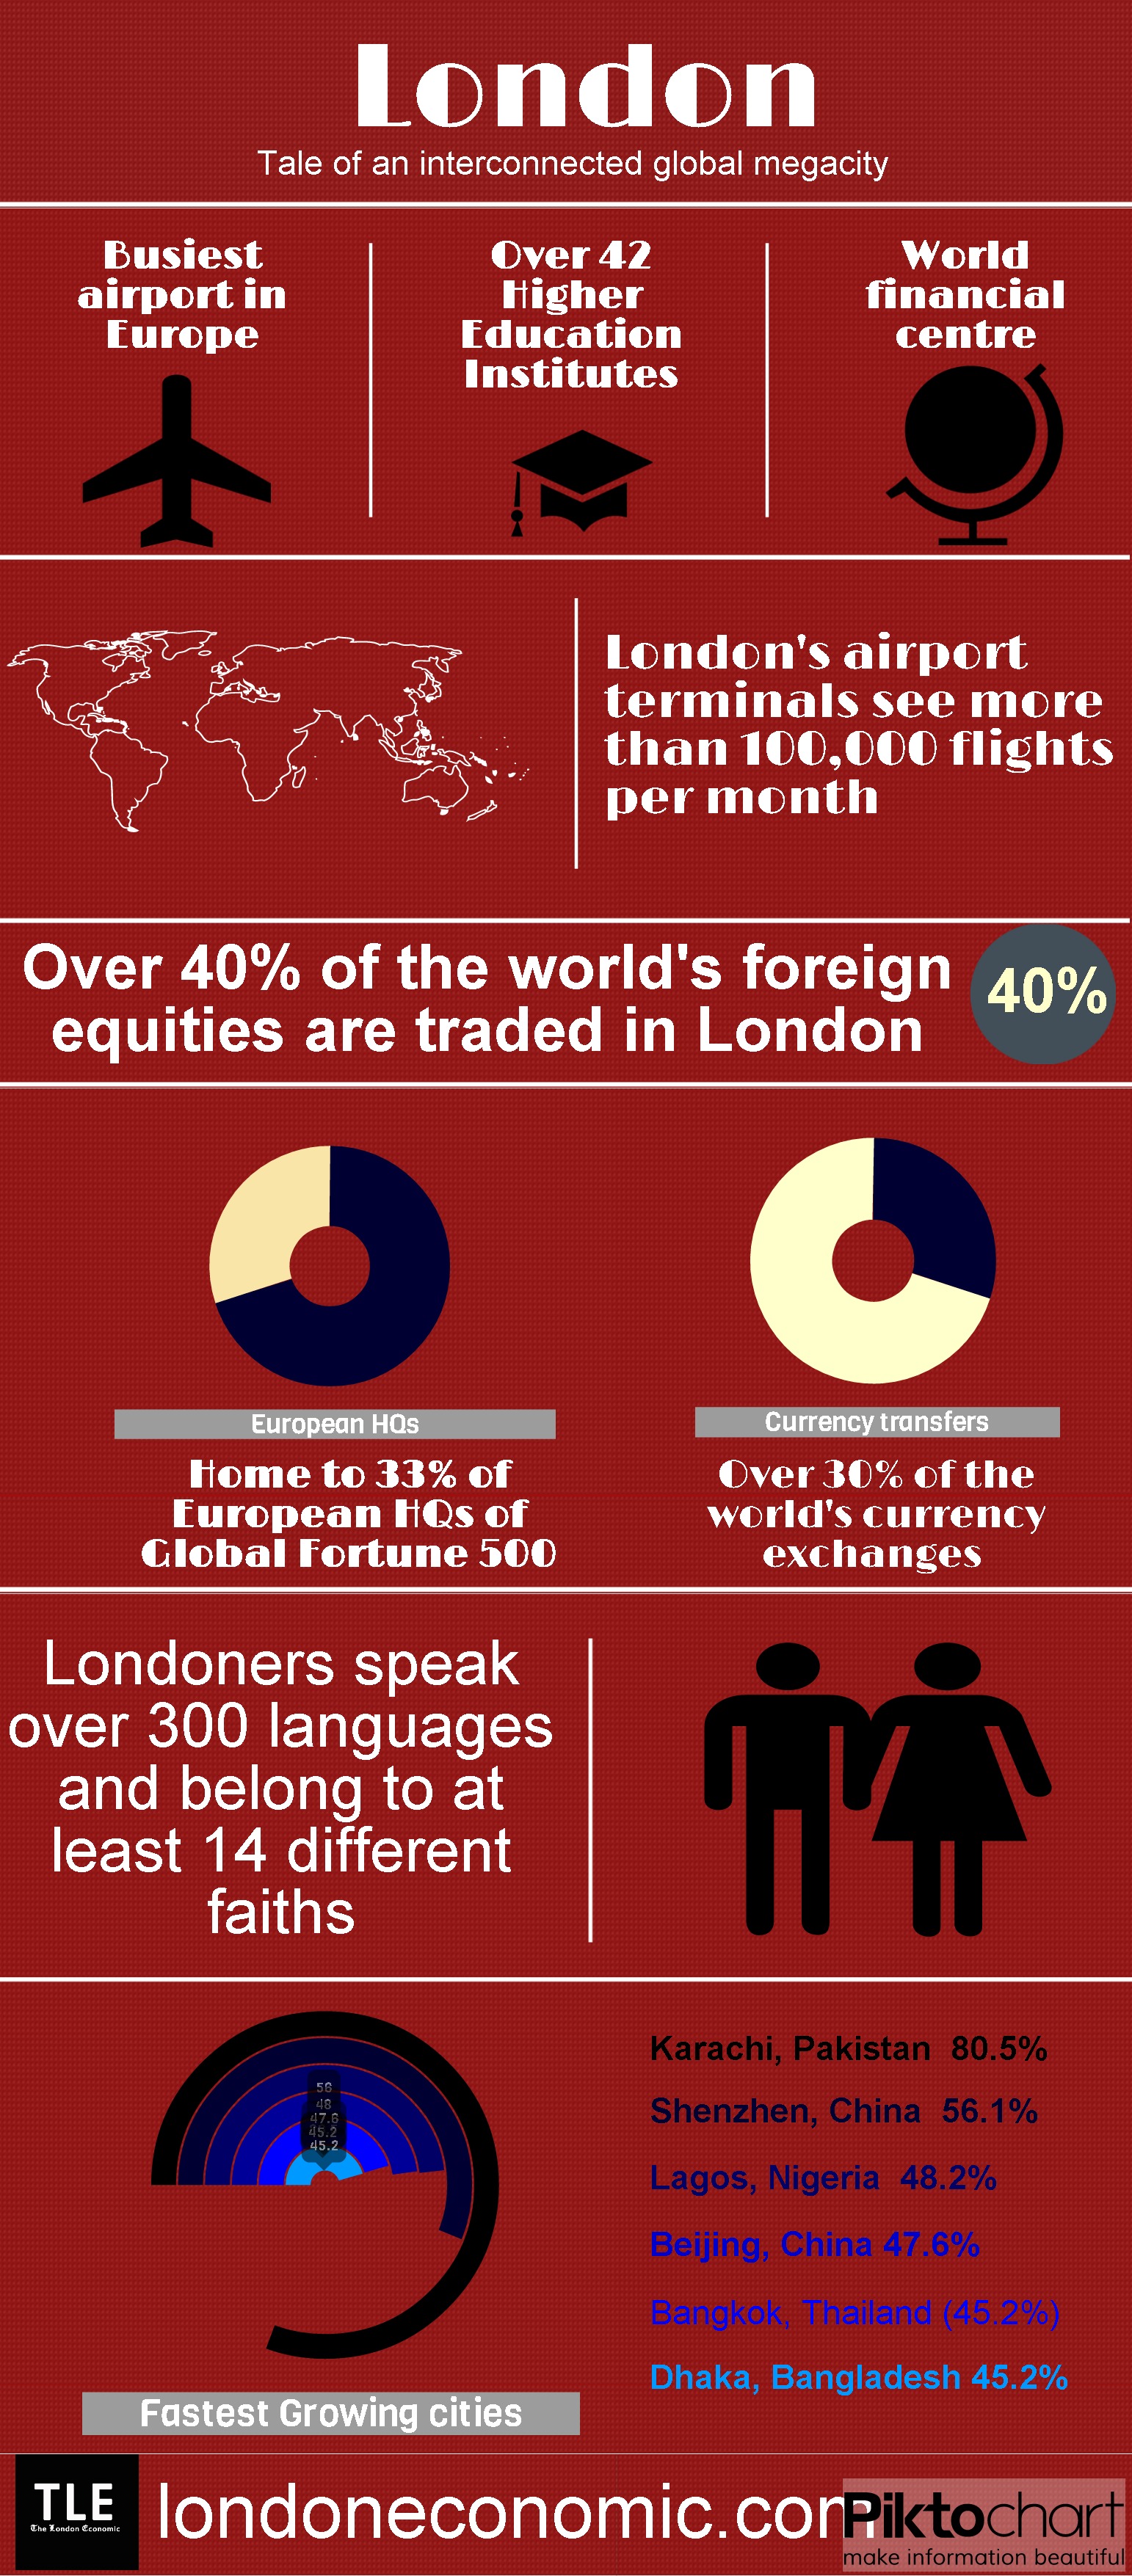 London
Tale of an interconnected global megacity
Busiest
airport in
Europe
Over 42
Higher
Education
Institutes
World
financial
centre
London's airport
terminals see more
than 100,000 flights
per month
Over 40% of the world's foreign
equities are traded in London
40%
European HQs
Home to 33% of
European HQs of
Global Fortune 500
Currency transfers
Over 30% of the
world's currency
exchanges
Londoners speak
over 300 languages
and belong to at
least 14 different
faiths
56
48
47.6
45.2
45.2
Fastest Growing cities
Karachi, Pakistan 80.5%
Shenzhen, China 56.1%
Lagos, Nigeria 48.2%
Beijing, China 47.6%
Bangkok, Thailand (45.2%)
Dhaka, Bangladesh 45.2%
TLE
The London Economic
londoneconomic.com
Piktochart
make information beautiful